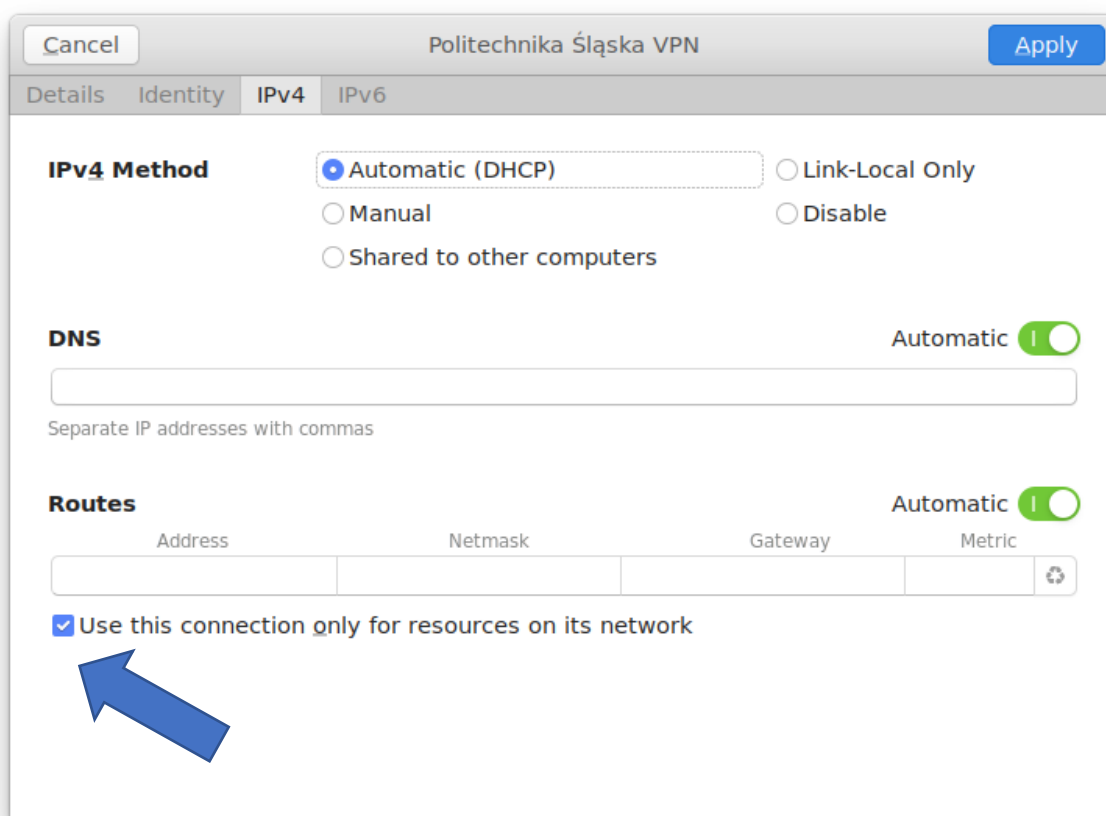 Cancel Politechnika Śląska VPN Apply
Details Identity IPv4 IPv6
IPv4 Method Automatic (DHCP) Link-Local Only
Manual Disable
Shared to other computers
DNS Automatic
Separate IP addresses with commas
Routes Automatic
Address Netmask Gateway Metric
Use this connection only for resources on its network